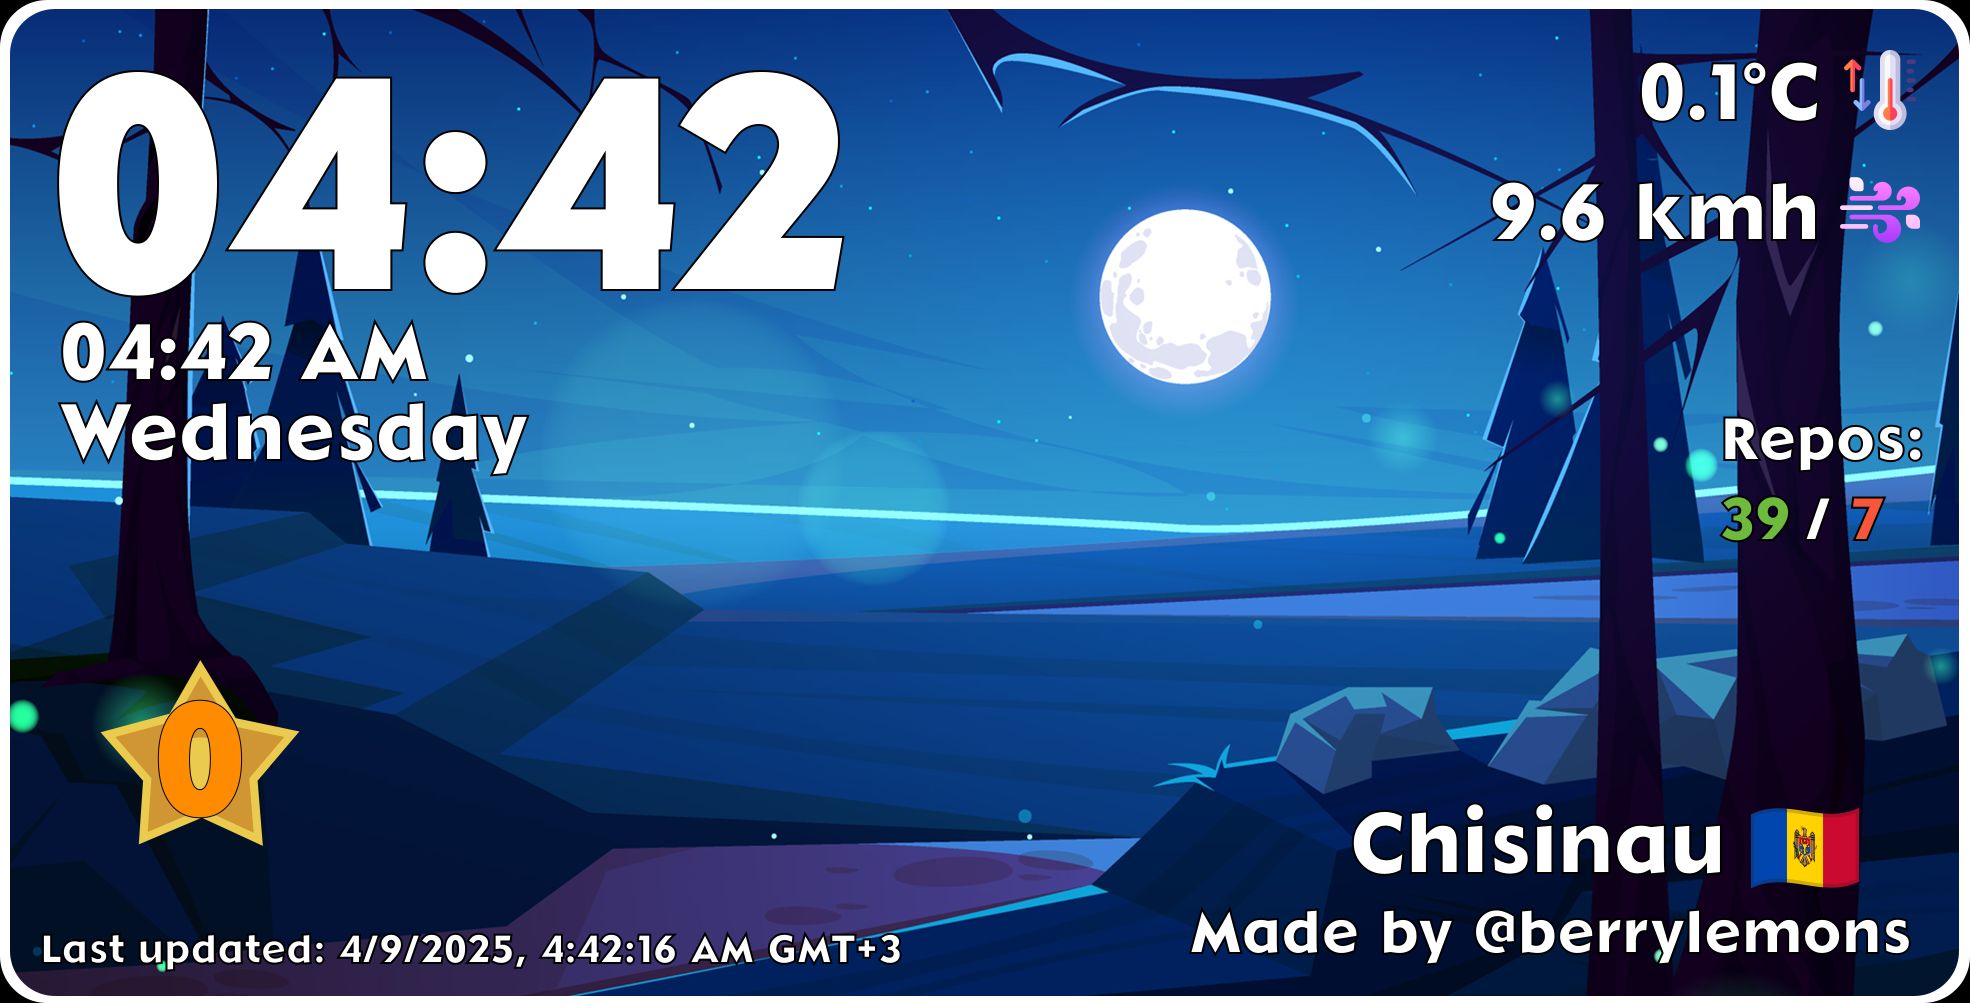 04:42
04:42 AM
Wednesday
0.1°C
9.6 kmh
Repos:
39 / 7
0
Chisinau
Made by @berrylemons
Last updated: 4/9/2025, 4:42:16 AM GMT+3